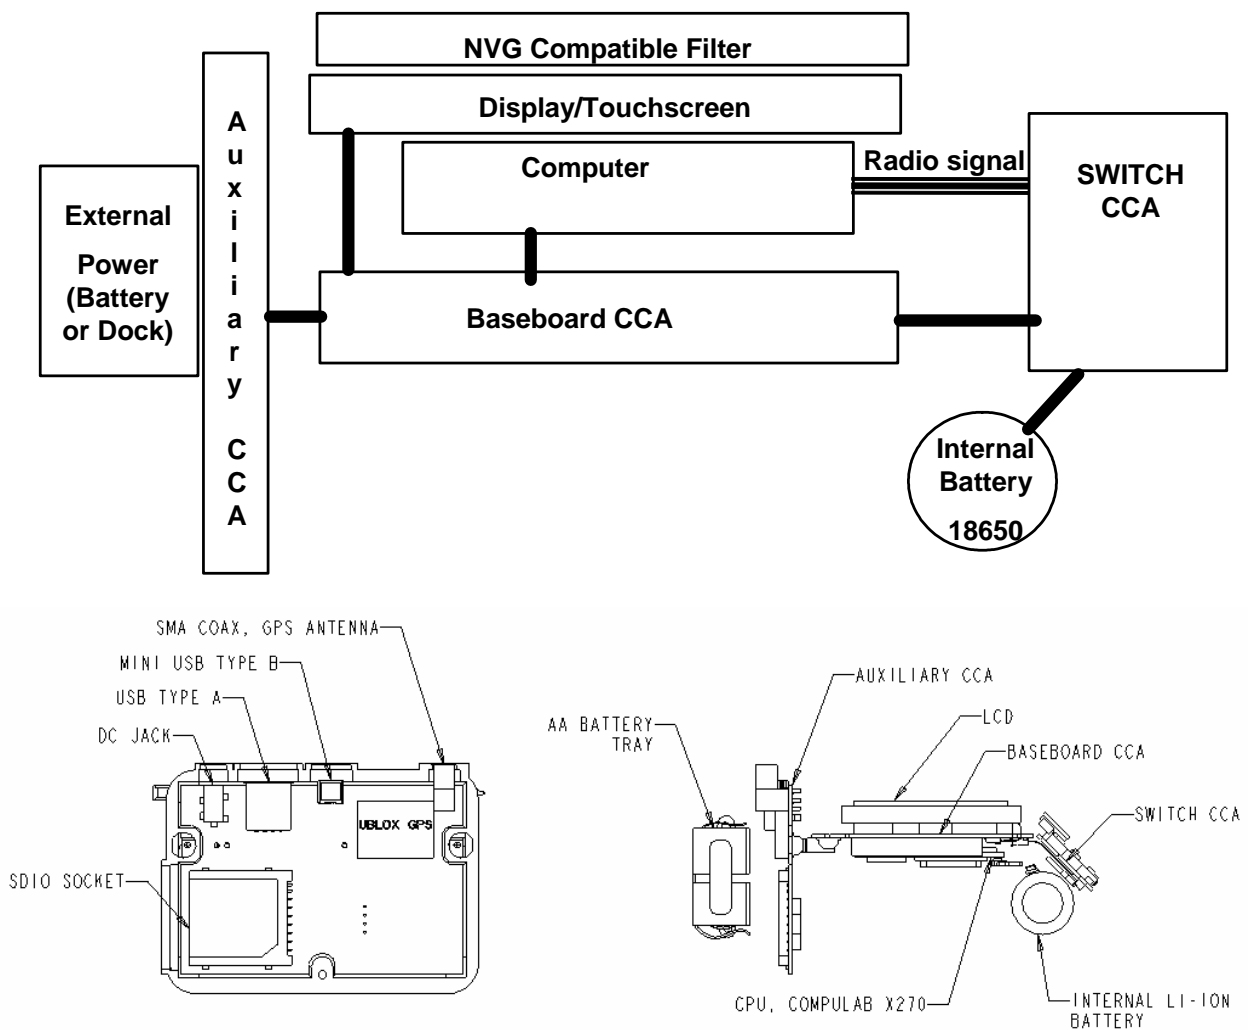 NVG Compatible Filter
Display/Touchscreen
Computer
Radio signal
SWITCH
CCA
External
Power
(Battery
or Dock)
Auxiliary CCA
Baseboard CCA
Internal
Battery
18650
SMA COAX, GPS ANTENNA
MINI USB TYPE B
USB TYPE A
DC JACK
UBLOX GPS
SDIO SOCKET
AUXILIARY CCA
AA BATTERY
TRAY
LCD
BASEBOARD CCA
SWITCH CCA
CPU, COMPULAB X270
INTERNAL LI-ION
BATTERY